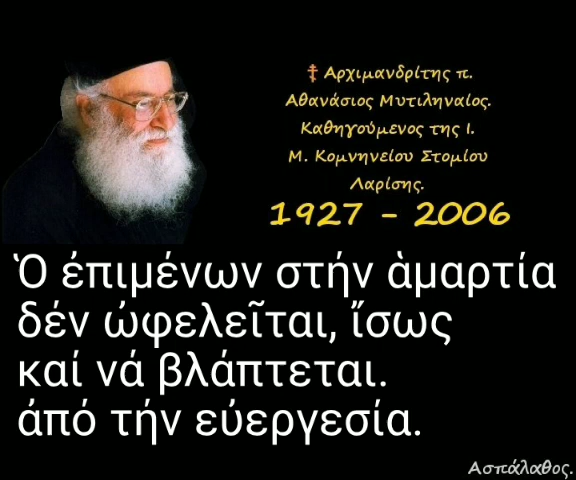 ☦ Αρχιμανδρίτης π.
Αθανάσιος Μυτιληναίος.
Καθηγούμενος της Ι.
Μ. Κομνηνείου Στομίου
Λαρίσης.
1927 - 2006
Ὁ ἐπιμένων στήν ἁμαρτία
δέν ὠφελεῖται, ἴσως
καί νά βλάπτεται.
ἀπό τήν εὐεργεσία.
Ασπάλαθος.